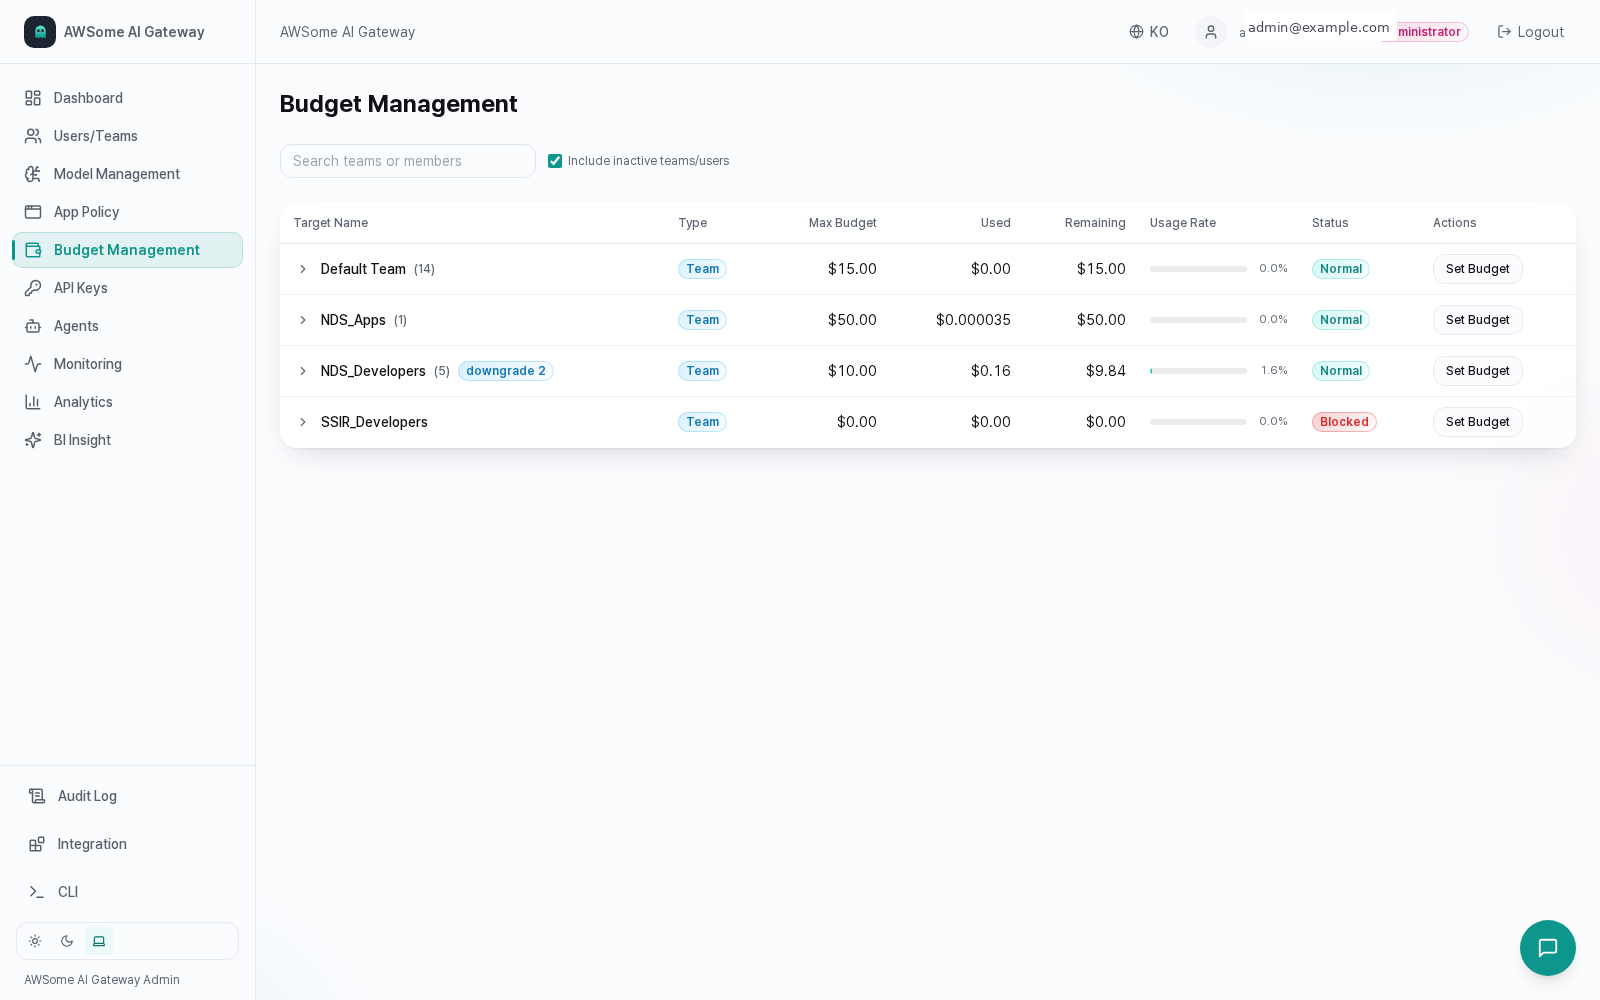 AWSome AI Gateway
AWSome AI Gateway
KO
a
admin@example.com
ministrator
Logout
Dashboard
Users/Teams
Model Management
App Policy
Budget Management
API Keys
Agents
Monitoring
Analytics
BI Insight
Audit Log
Integration
CLI
AWSome AI Gateway Admin
Budget Management
Search teams or members
Include inactive teams/users
Target Name Type Max Budget Used Remaining Usage Rate Status Actions
Default Team (14) Team $15.00 $0.00 $15.00 0.0% Normal Set Budget
NDS_Apps (1) Team $50.00 $0.000035 $50.00 0.0% Normal Set Budget
NDS_Developers (5) downgrade 2 Team $10.00 $0.16 $9.84 1.6% Normal Set Budget
SSIR_Developers Team $0.00 $0.00 $0.00 0.0% Blocked Set Budget